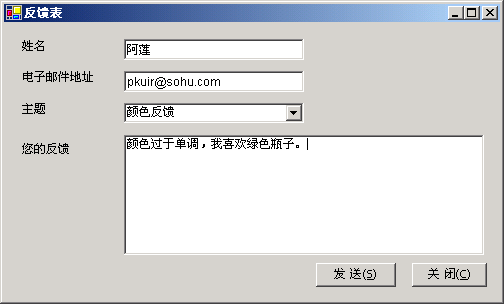 反馈表
姓名
阿莲
电子邮件地址
pkuir@sohu.com
主题
颜色反馈
您的反馈
颜色过于单调，我喜欢绿色瓶子。
发 送(S)
关 闭(C)